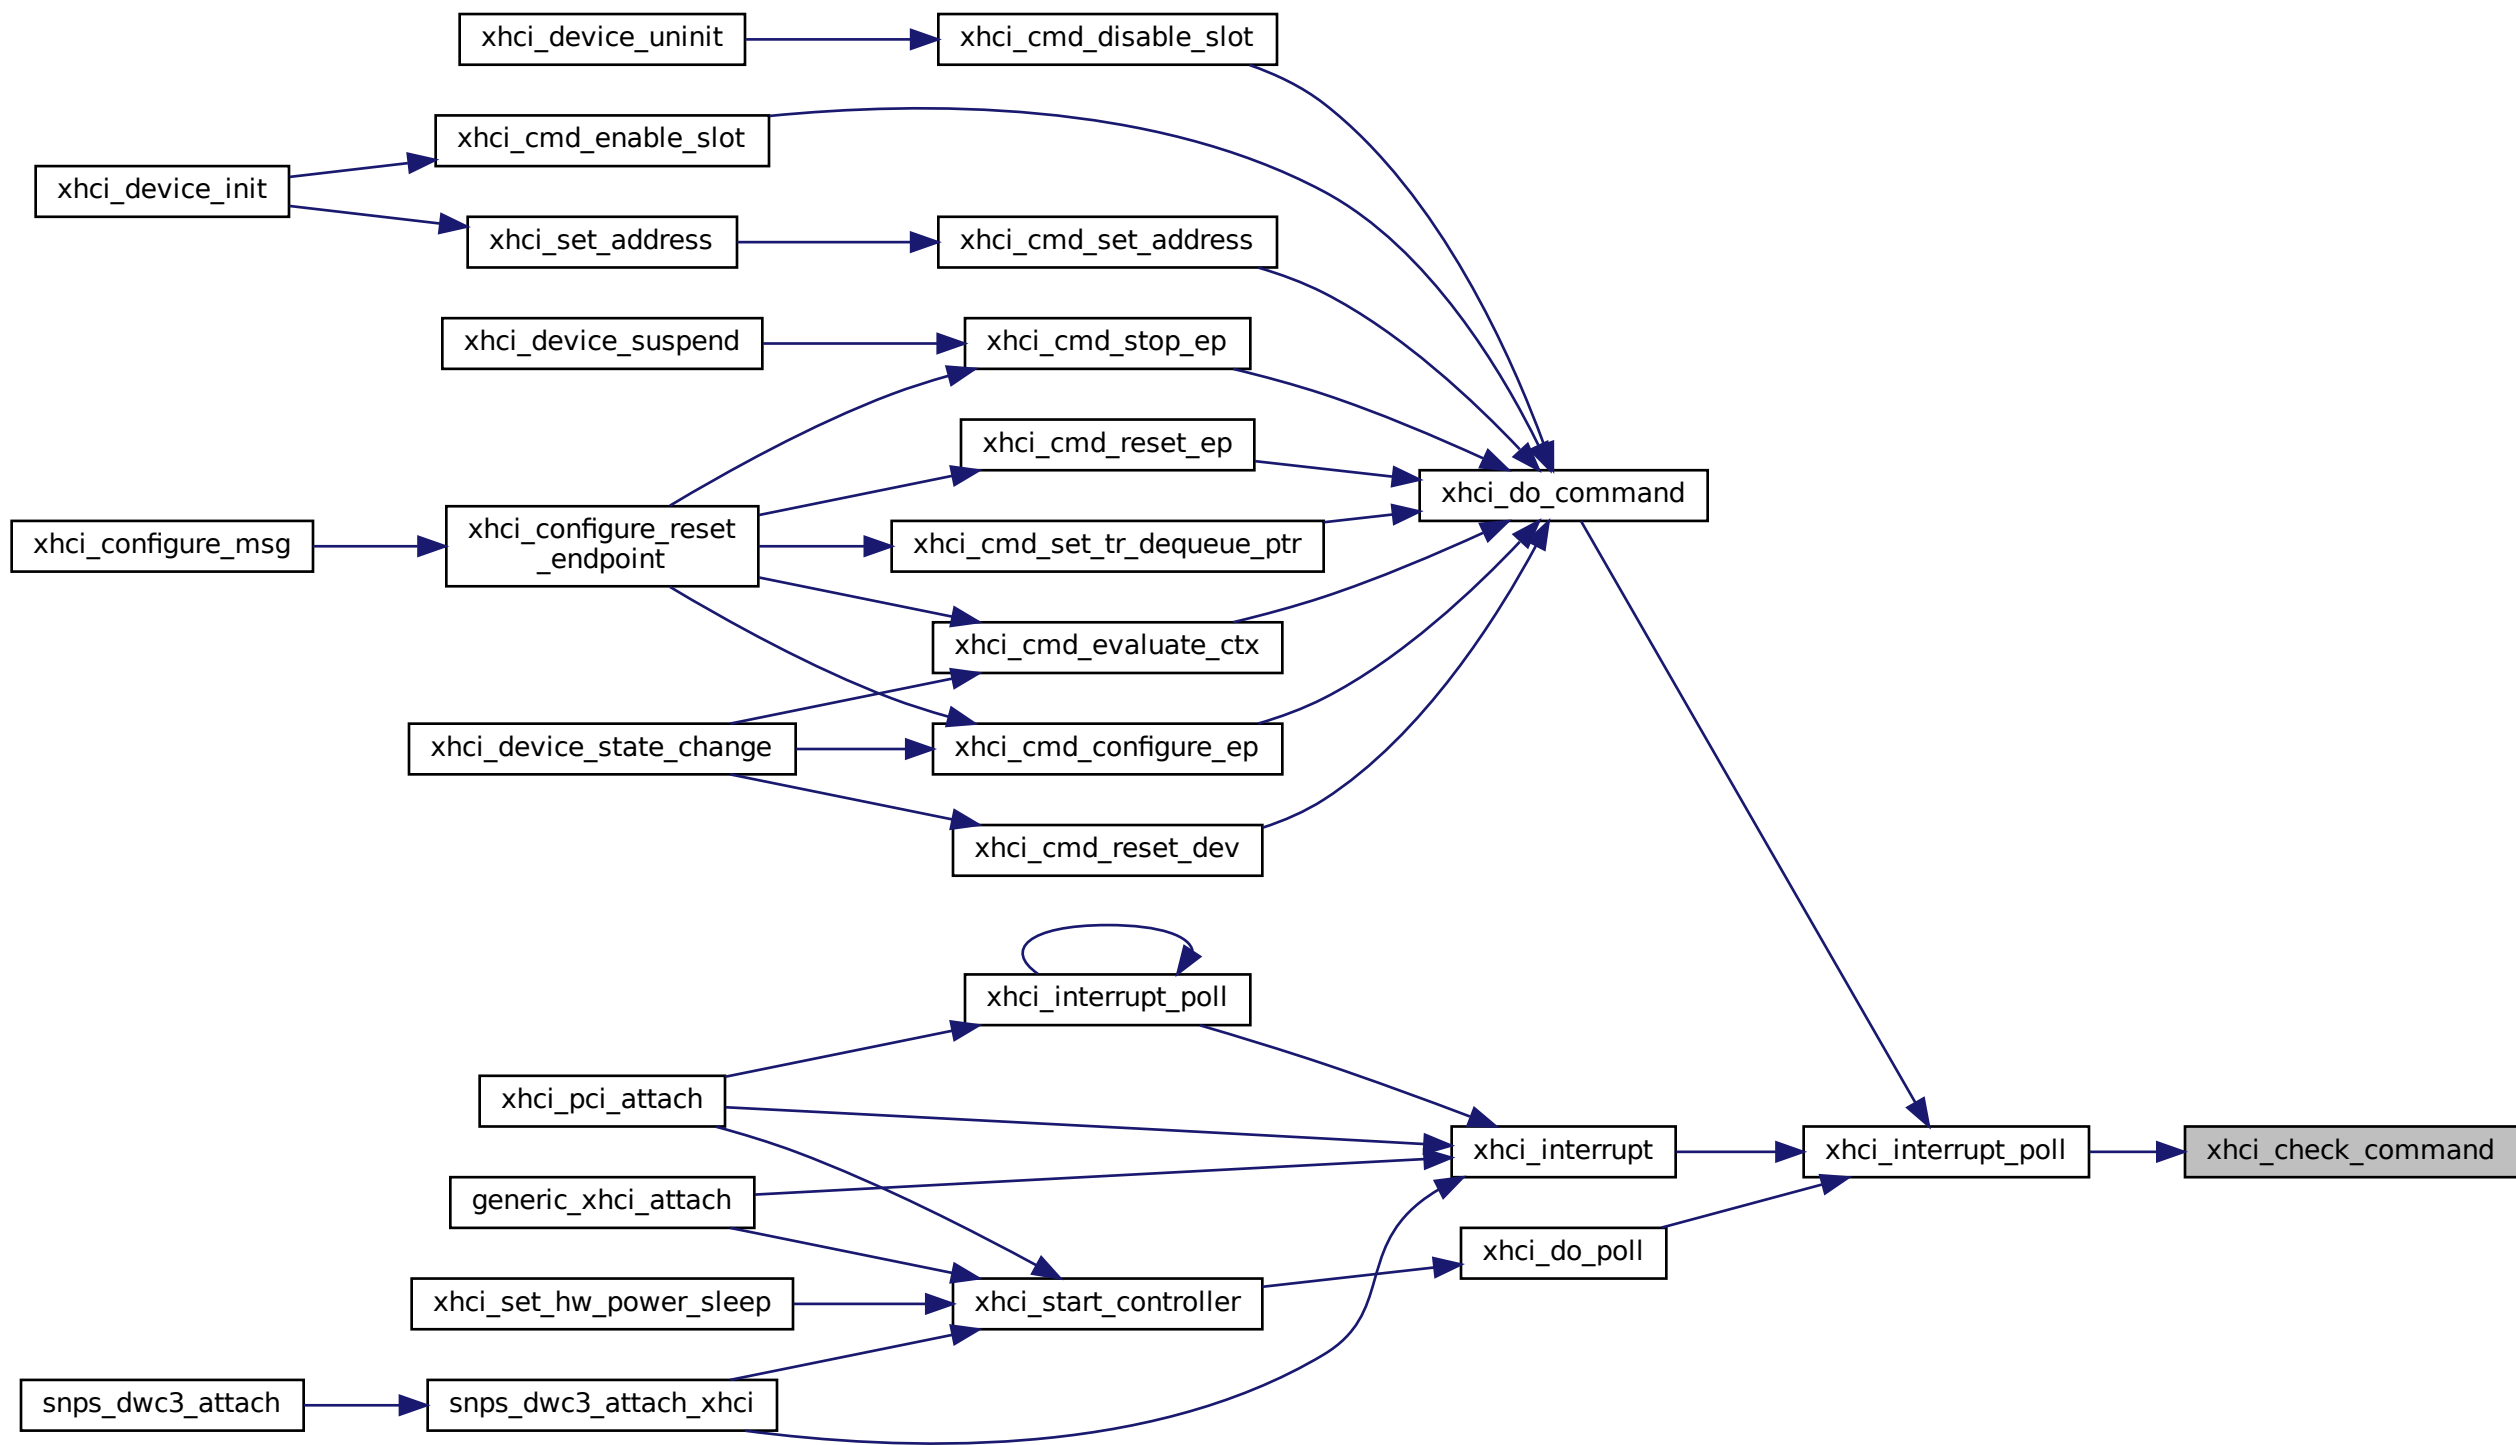 xhci_device_uninit
xhci_cmd_disable_slot
xhci_cmd_enable_slot
xhci_device_init
xhci_set_address
xhci_cmd_set_address
xhci_device_suspend
xhci_cmd_stop_ep
xhci_cmd_reset_ep
xhci_do_command
xhci_configure_msg
xhci_configure_reset
_endpoint
xhci_cmd_set_tr_dequeue_ptr
xhci_cmd_evaluate_ctx
xhci_device_state_change
xhci_cmd_configure_ep
xhci_cmd_reset_dev
xhci_interrupt_poll
xhci_pci_attach
xhci_interrupt
xhci_interrupt_poll
xhci_check_command
generic_xhci_attach
xhci_do_poll
xhci_set_hw_power_sleep
xhci_start_controller
snps_dwc3_attach
snps_dwc3_attach_xhci